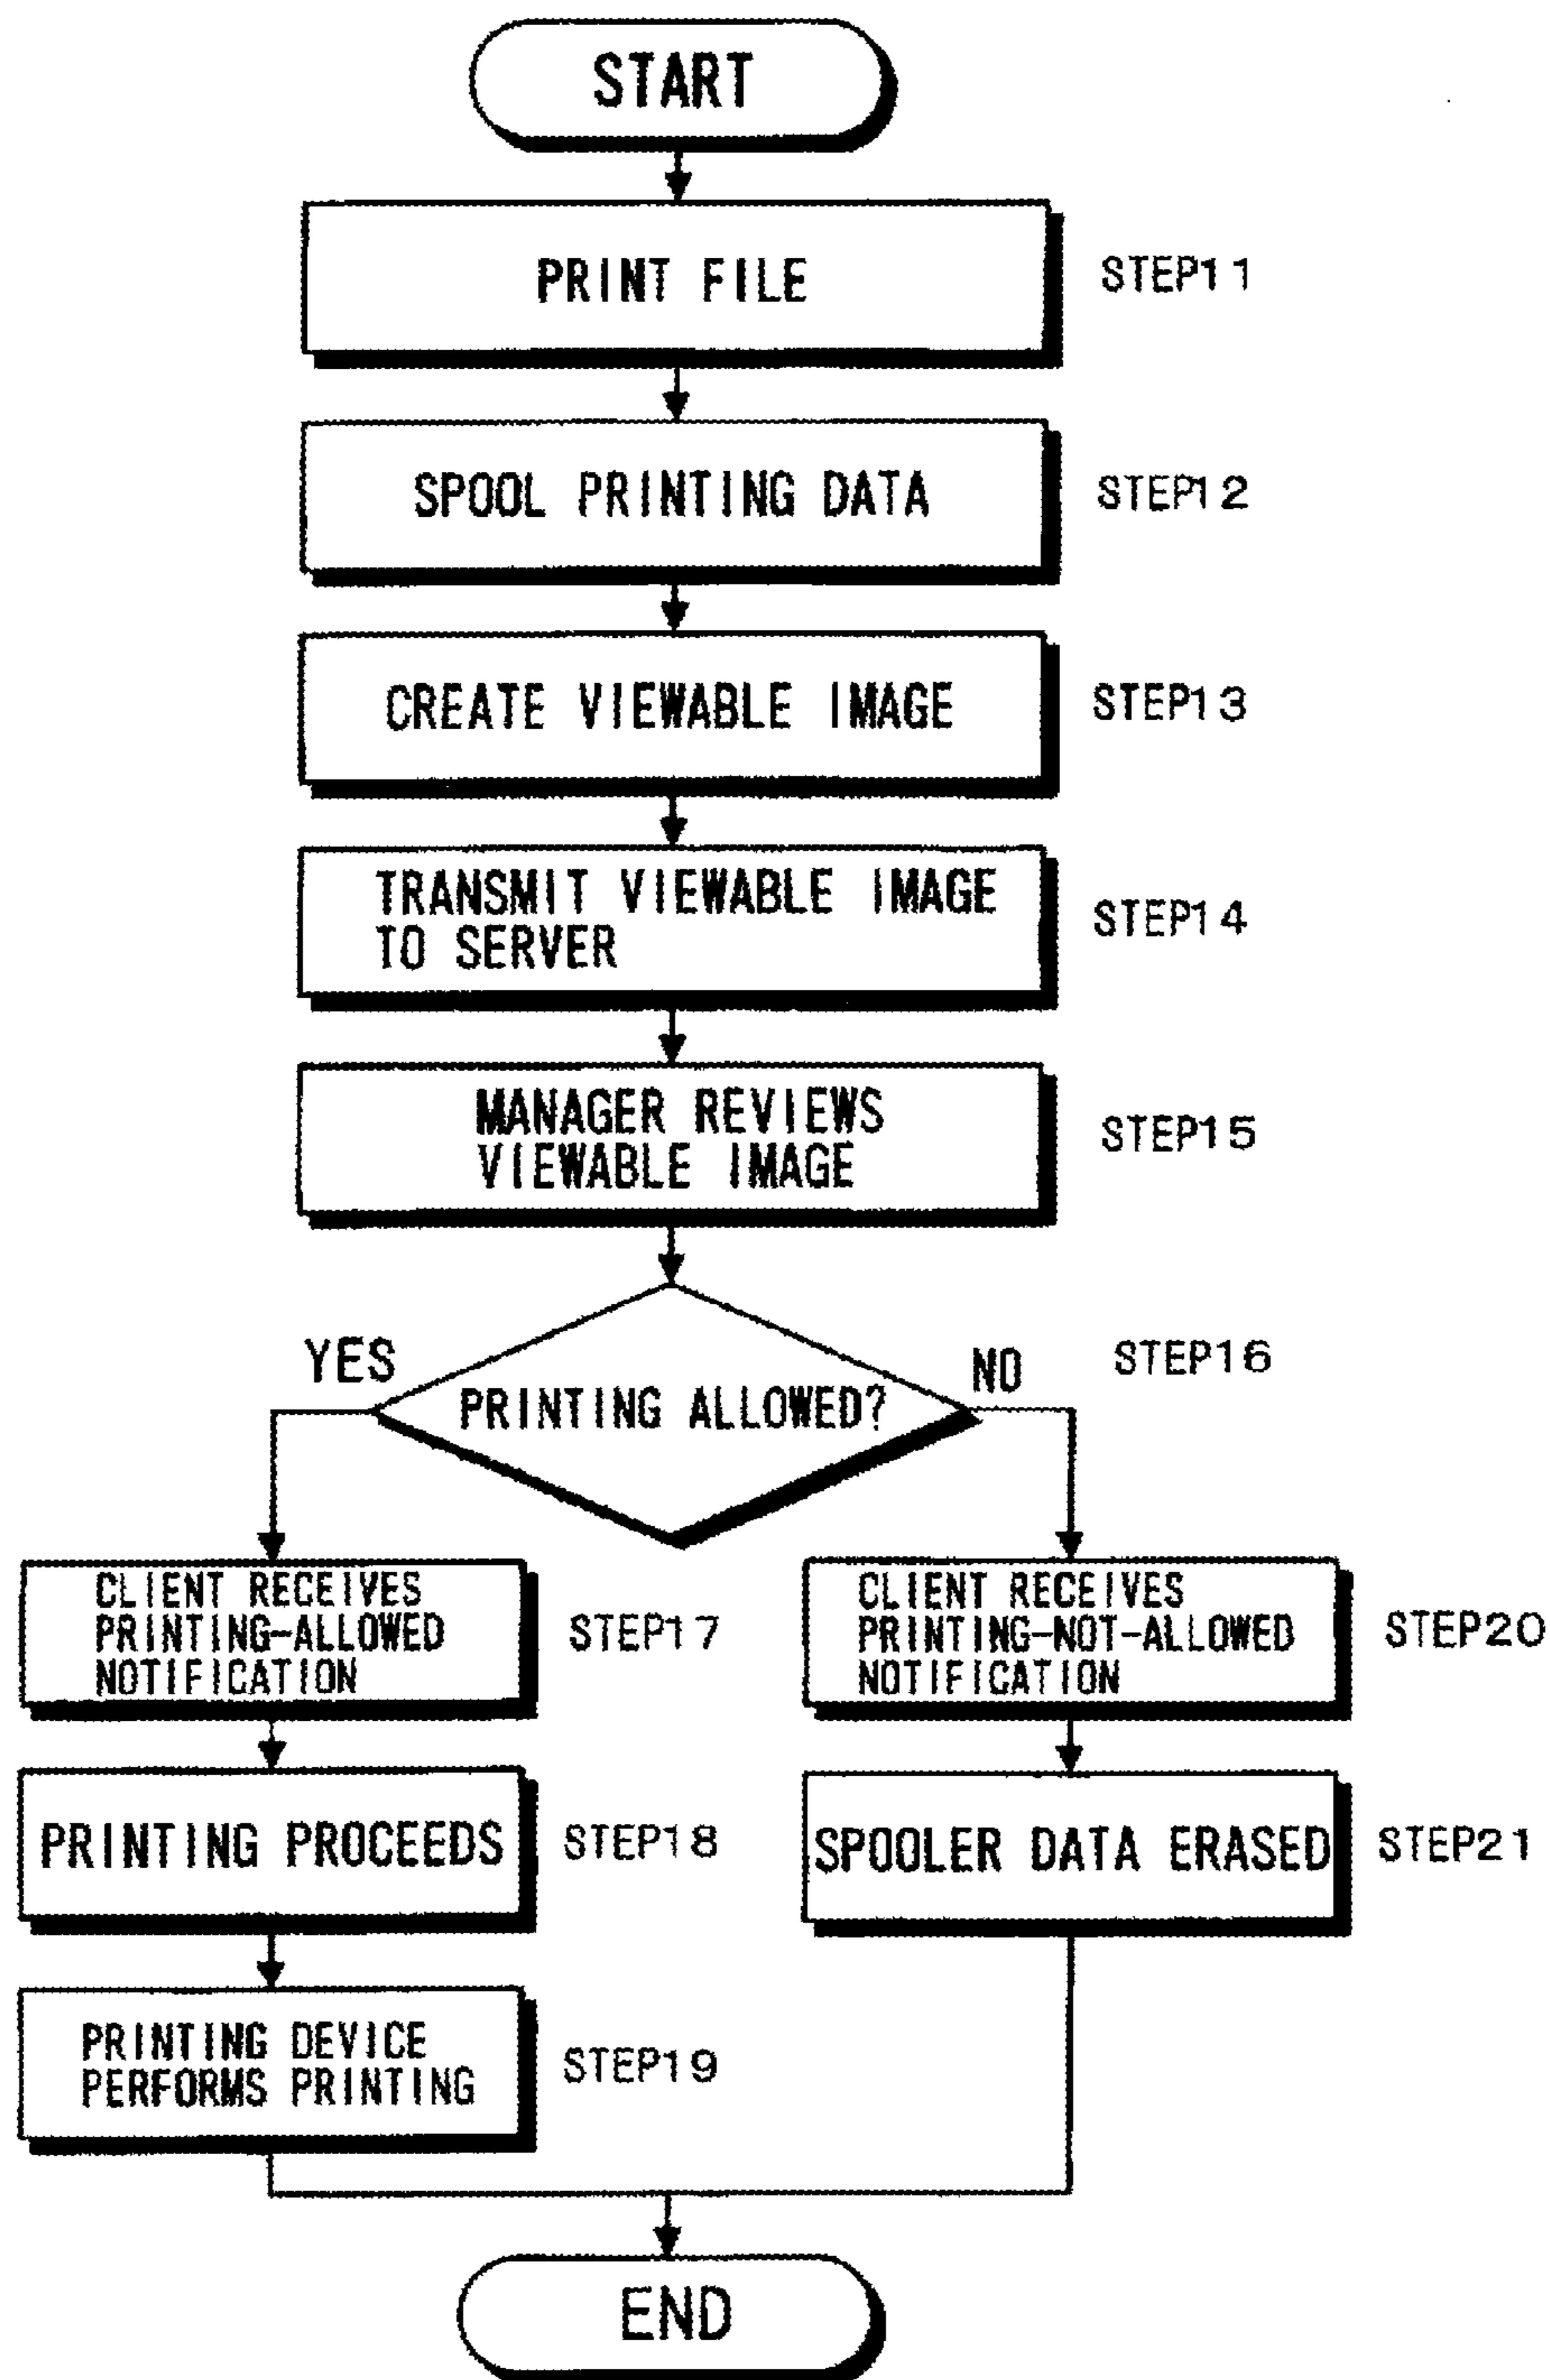 START
PRINT FILE
STEP11
SPOOL PRINTING DATA
STEP12
CREATE VIEWABLE IMAGE
STEP13
TRANSMIT VIEWABLE IMAGE
TO SERVER
STEP14
MANAGER REVIEWS
VIEWABLE IMAGE
STEP15
YES
PRINTING ALLOWED?
NO
STEP16
CLIENT RECEIVES
PRINTING-ALLOWED
NOTIFICATION
STEP17
CLIENT RECEIVES
PRINTING-NOT-ALLOWED
NOTIFICATION
STEP20
PRINTING PROCEEDS
STEP18
SPOOLER DATA ERASED
STEP21
PRINTING DEVICE
PERFORMS PRINTING
STEP19
END